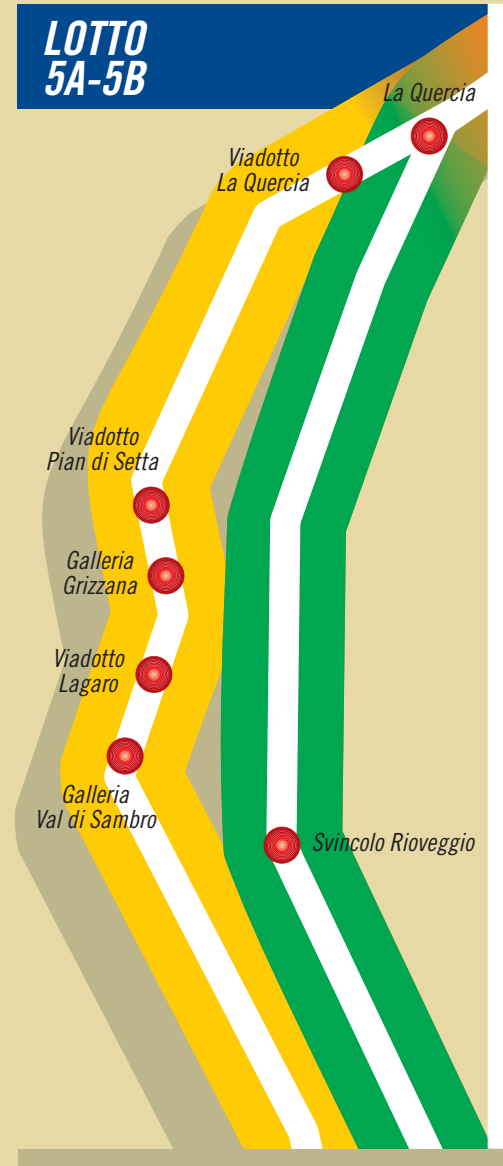 LOTTO
5A-5B
La Quercia
Viadotto
La Quercia
Viadotto
Pian di Setta
Galleria
Grizzana
Viadotto
Lagaro
Galleria
Val di Sambro
Svincolo Rioveggio